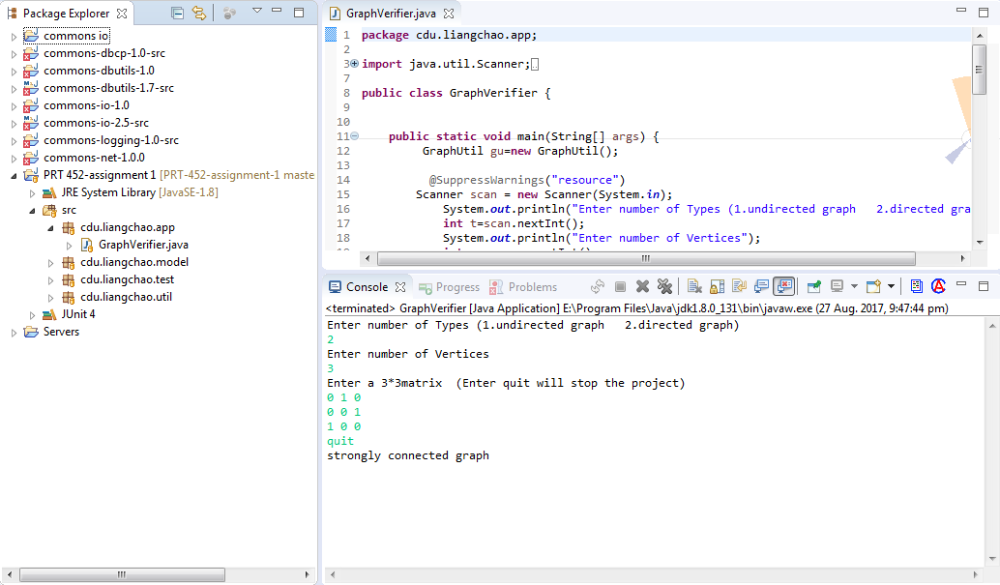 Package Explorer
commons io
commons-dbcp-1.0-src
commons-dbutils-1.0
commons-dbutils-1.7-src
commons-io-1.0
commons-io-2.5-src
commons-logging-1.0-src
commons-net-1.0.0
PRT 452-assignment 1 [PRT-452-assignment-1 maste
JRE System Library [JavaSE-1.8]
src
cdu.liangchao.app
GraphVerifier.java
cdu.liangchao.model
cdu.liangchao.test
cdu.liangchao.util
JUnit 4
Servers
GraphVerifier.java
1 package cdu.liangchao.app;
2
3 import java.util.Scanner;
7
8 public class GraphVerifier {
9
10
11 public static void main(String[] args) {
12 GraphUtil gu=new GraphUtil();
13
14 @SuppressWarnings("resource")
15 Scanner scan = new Scanner(System.in);
16 System.out.println("Enter number of Types (1.undirected graph   2.directed gra
17 int t=scan.nextInt();
18 System.out.println("Enter number of Vertices");
Console
Progress
Problems
<terminated> GraphVerifier [Java Application] E:\Program Files\Java\jdk1.8.0_131\bin\javaw.exe (27 Aug. 2017, 9:47:44 pm)
Enter number of Types (1.undirected graph   2.directed graph)
2
Enter number of Vertices
3
Enter a 3*3matrix  (Enter quit will stop the project)
0 1 0
0 0 1
1 0 0
quit
strongly connected graph